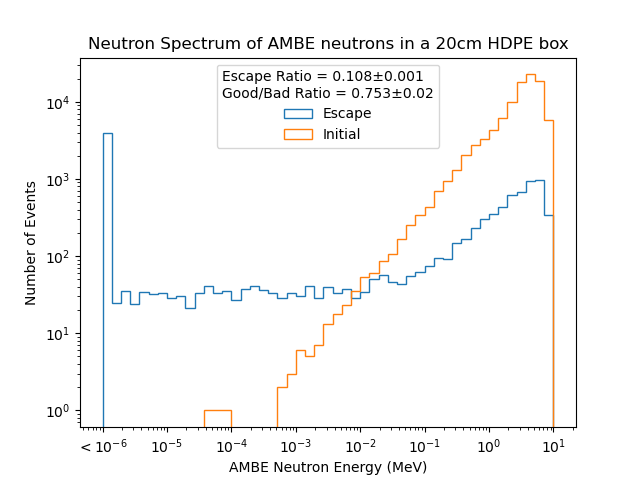 Neutron Spectrum of AMBE neutrons in a 20cm HDPE box
Escape Ratio = 0.108±0.001
Good/Bad Ratio = 0.753±0.02
Escape
Initial
Number of Events
10⁴
10³
10²
10¹
10⁰
< 10⁻⁶ 10⁻⁵ 10⁻⁴ 10⁻³ 10⁻² 10⁻¹ 10⁰ 10¹
AMBE Neutron Energy (MeV)